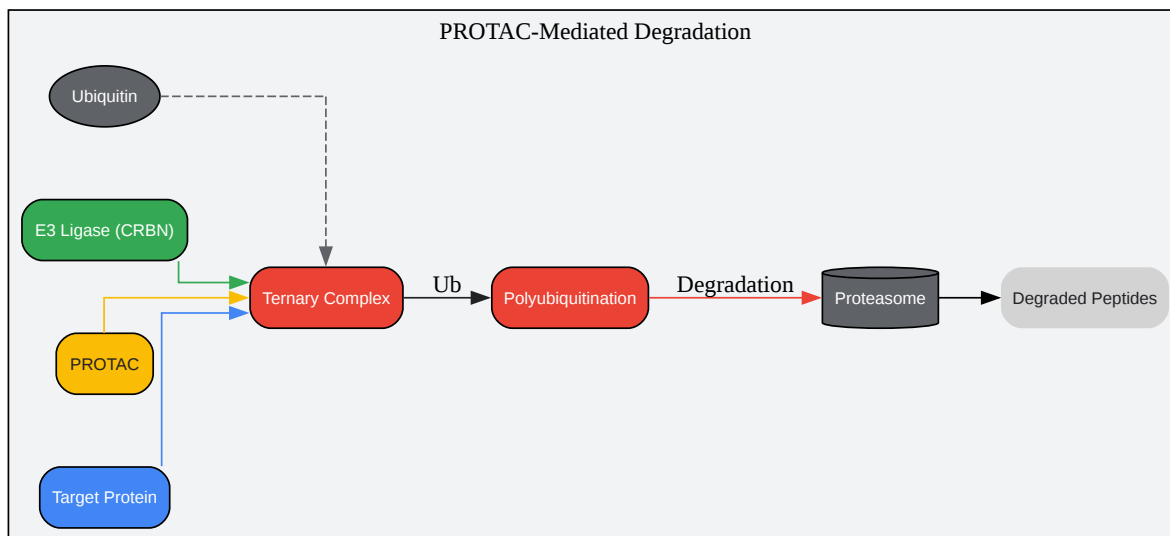 PROTAC-Mediated Degradation
Ubiquitin
E3 Ligase (CRBN)
PROTAC
Target Protein
Ternary Complex
Ub
Polyubiquitination
Degradation
Proteasome
Degraded Peptides